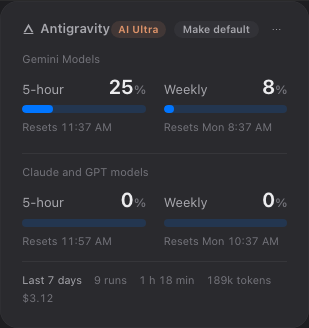 Antigravity AI Ultra Make default ...
Gemini Models
5-hour 25% Weekly 8%
Resets 11:37 AM Resets Mon 8:37 AM
Claude and GPT models
5-hour 0% Weekly 0%
Resets 11:57 AM Resets Mon 10:37 AM
Last 7 days 9 runs 1 h 18 min 189k tokens
$3.12